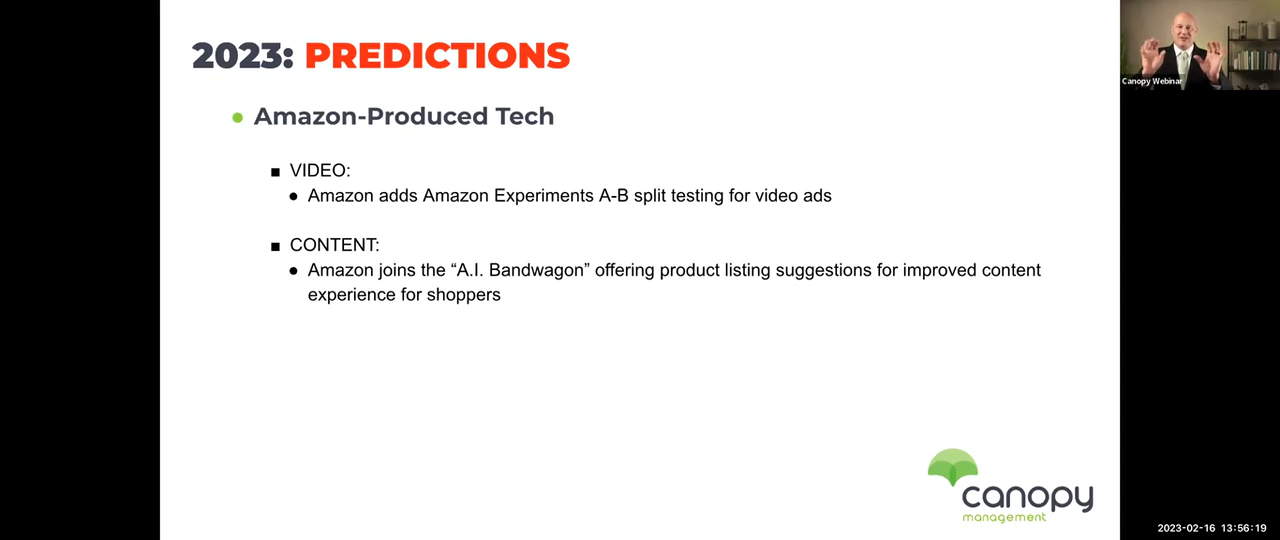 2023: PREDICTIONS
Amazon-Produced Tech
VIDEO:
Amazon adds Amazon Experiments A-B split testing for video ads
CONTENT:
Amazon joins the “A.I. Bandwagon” offering product listing suggestions for improved content
experience for shoppers
canopy
management
Canopy Webinar
2023-02-16 13:56:19